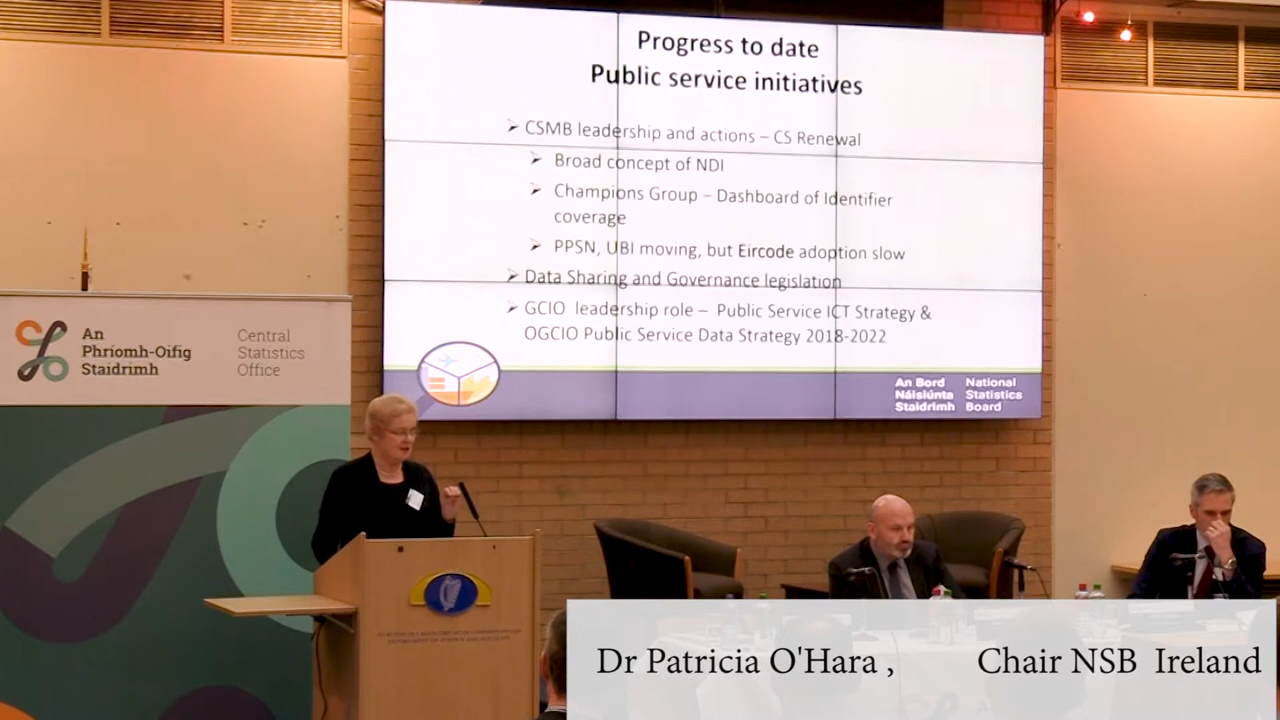 Progress to date
Public service initiatives
➢ CSMB leadership and actions – CS Renewal
➢ Broad concept of NDI
➢ Champions Group – Dashboard of Identifier
coverage
➢ PPSN, UBI moving, but Eircode adoption slow
➢ Data Sharing and Governance legislation
➢ GCIO leadership role – Public Service ICT Strategy &
OGCIO Public Service Data Strategy 2018-2022
An Bord
Náisiúnta
Staidrimh
National
Statistics
Board
An
Phríomh-Oifig
Staidrimh
Central
Statistics
Office
Dr Patricia O'Hara , Chair NSB Ireland